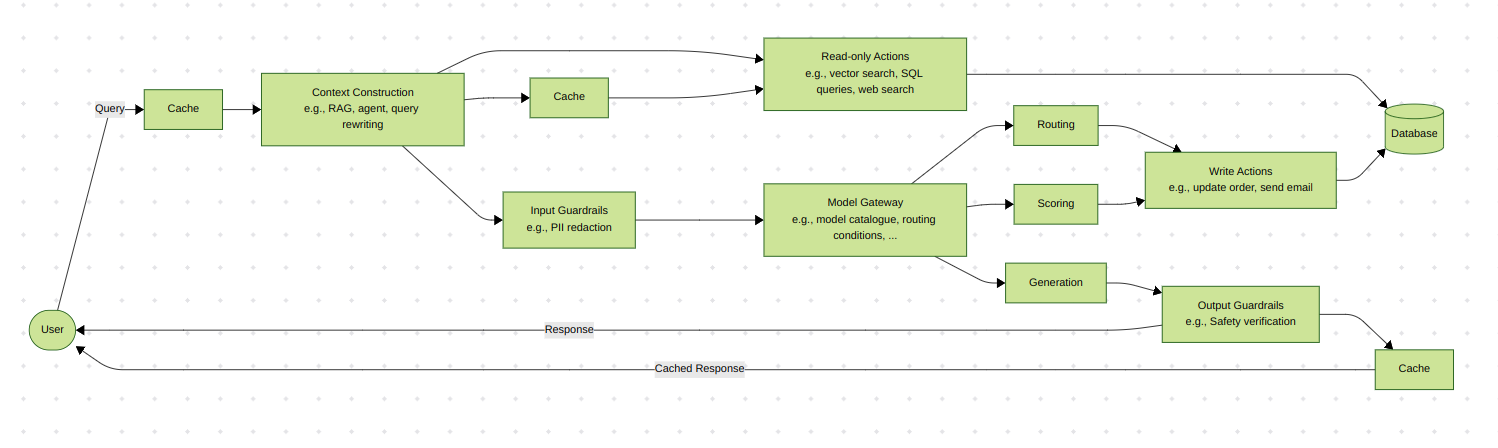 Read-only Actions
e.g., vector search, SQL
queries, web search
Context Construction
e.g., RAG, agent, query
rewriting
Cache
Query
Cache
Routing
Database
Write Actions
e.g., update order, send email
Input Guardrails
e.g., PII redaction
Model Gateway
e.g., model catalogue, routing
conditions, ...
Scoring
Generation
Output Guardrails
e.g., Safety verification
User
Response
Cached Response
Cache